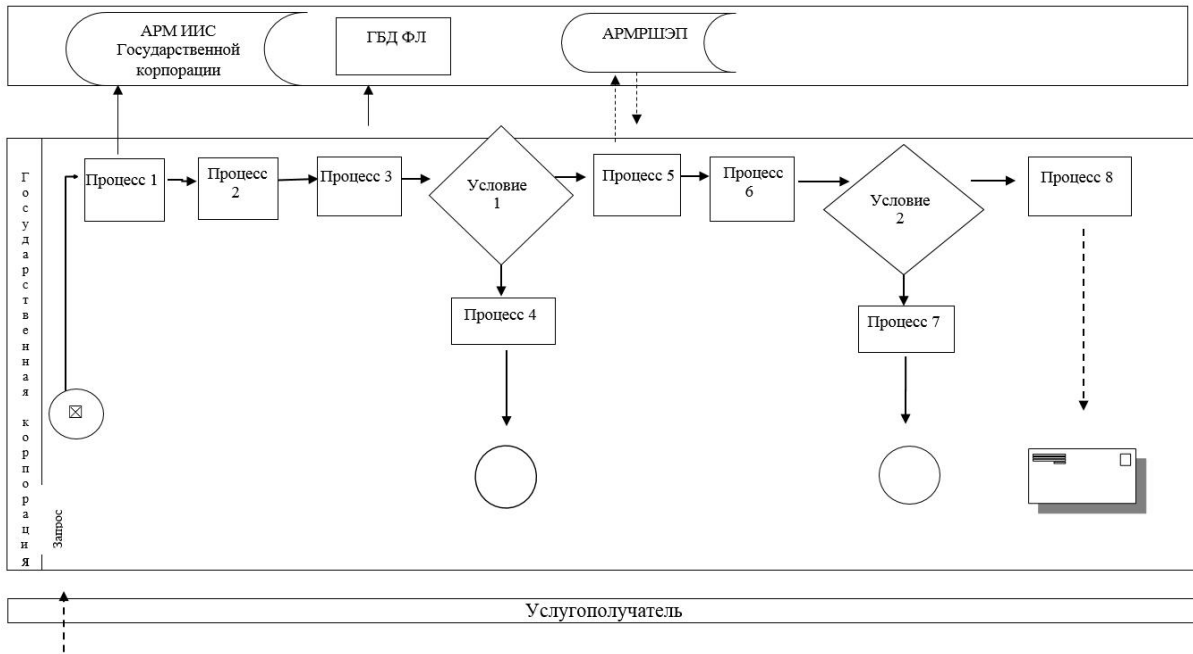 АРМ ИИС
Государственной
корпорации
ГБД ФЛ
АРМРШЭП
Государственная корпорация
Процесс 1
Процесс
2
Процесс 3
Условие
1
Процесс 5
Процесс
6
Условие
2
Процесс 8
Процесс 4
Процесс 7
Запрос
Услугополучатель